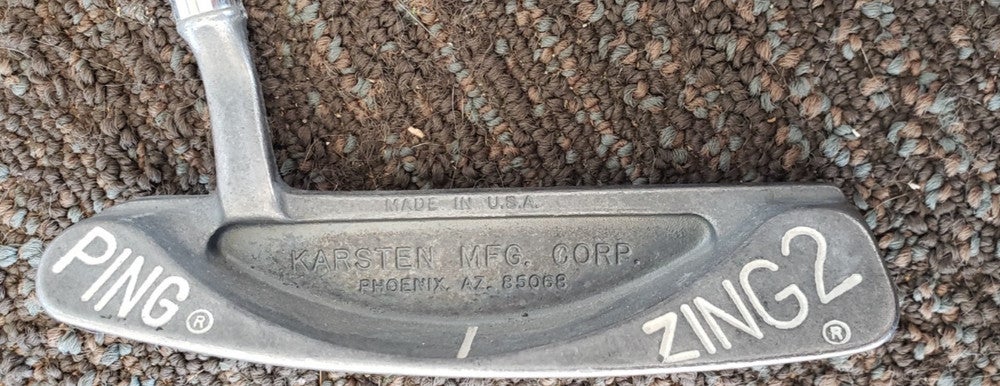 MADE IN U.S.A.
KARSTEN MFG. CORP.
PHOENIX, AZ. 85068
PING®
ZING2®